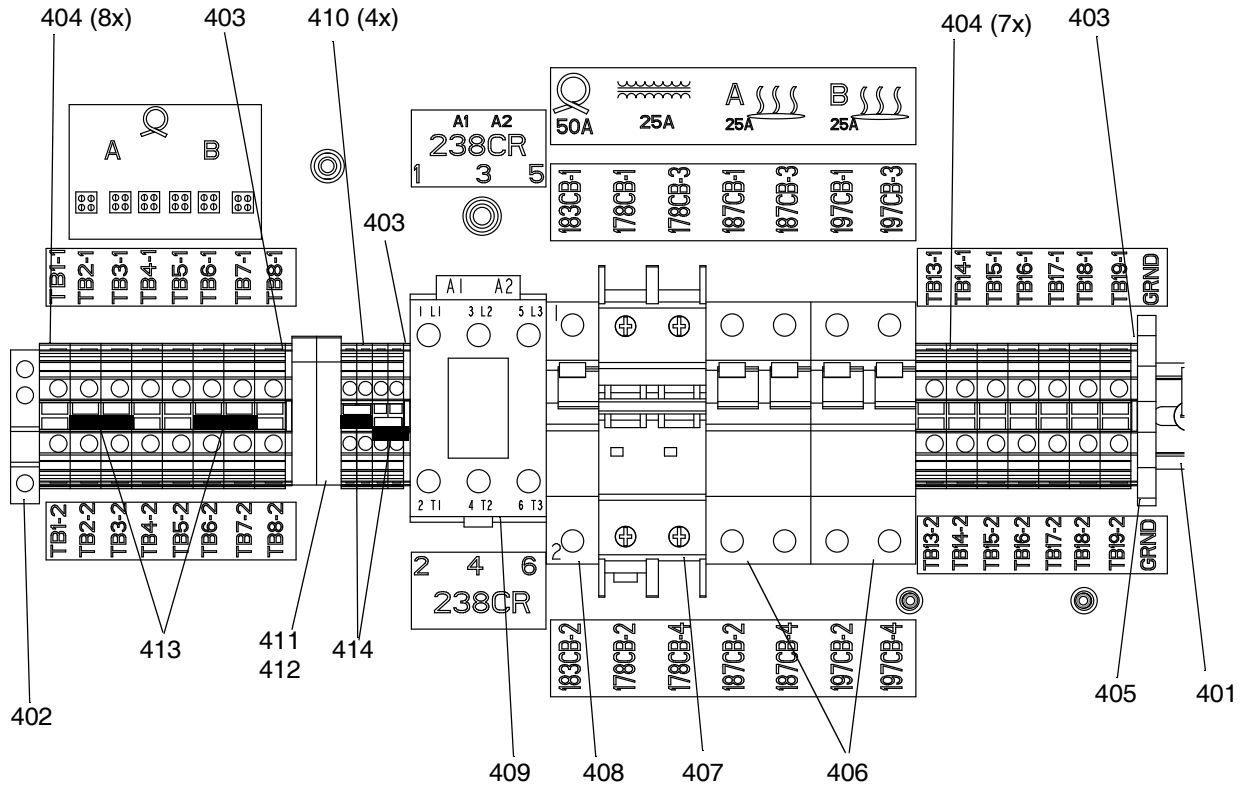 404 (8x)
403
410 (4x)
404 (7x)
403
50A
25A
A
25A
B
25A
A
B
A1 A2
238CR
1 3 5
183CB-1
178CB-1
178CB-3
187CB-1
187CB-3
197CB-1
197CB-3
403
TB1-1
TB2-1
TB3-1
TB4-1
TB5-1
TB6-1
TB7-1
TB8-1
TB13-1
TB14-1
TB15-1
TB16-1
TB17-1
TB18-1
TB19-1
GRND
A1 A2
1 L1 3 L2 5 L3
1
2 T1 4 T2 6 T3
2
TB1-2
TB2-2
TB3-2
TB4-2
TB5-2
TB6-2
TB7-2
TB8-2
TB13-2
TB14-2
TB15-2
TB16-2
TB17-2
TB18-2
TB19-2
GRND
2 4 6
238CR
183CB-2
178CB-2
178CB-4
187CB-2
187CB-4
197CB-2
197CB-4
413
411
412
414
402
405
401
409
408
407
406